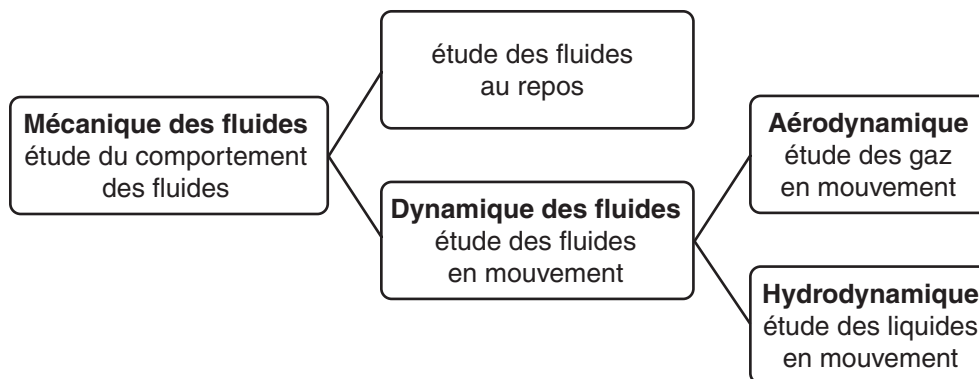 étude des fluides
au repos
Mécanique des fluides
étude du comportement
des fluides
Dynamique des fluides
étude des fluides
en mouvement
Aérodynamique
étude des gaz
en mouvement
Hydrodynamique
étude des liquides
en mouvement